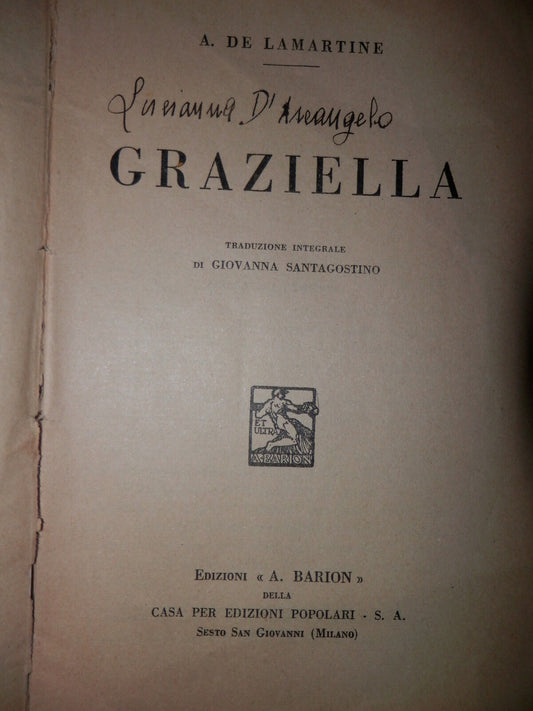 A. DE LAMARTINE
Lucianna D'Arcangelo
GRAZIELLA
TRADUZIONE INTEGRALE
DI GIOVANNA SANTAGOSTINO
ET
ULTRA
A·BARION
EDIZIONI « A. BARION »
DELLA
CASA PER EDIZIONI POPOLARI - S. A.
SESTO SAN GIOVANNI (MILANO)